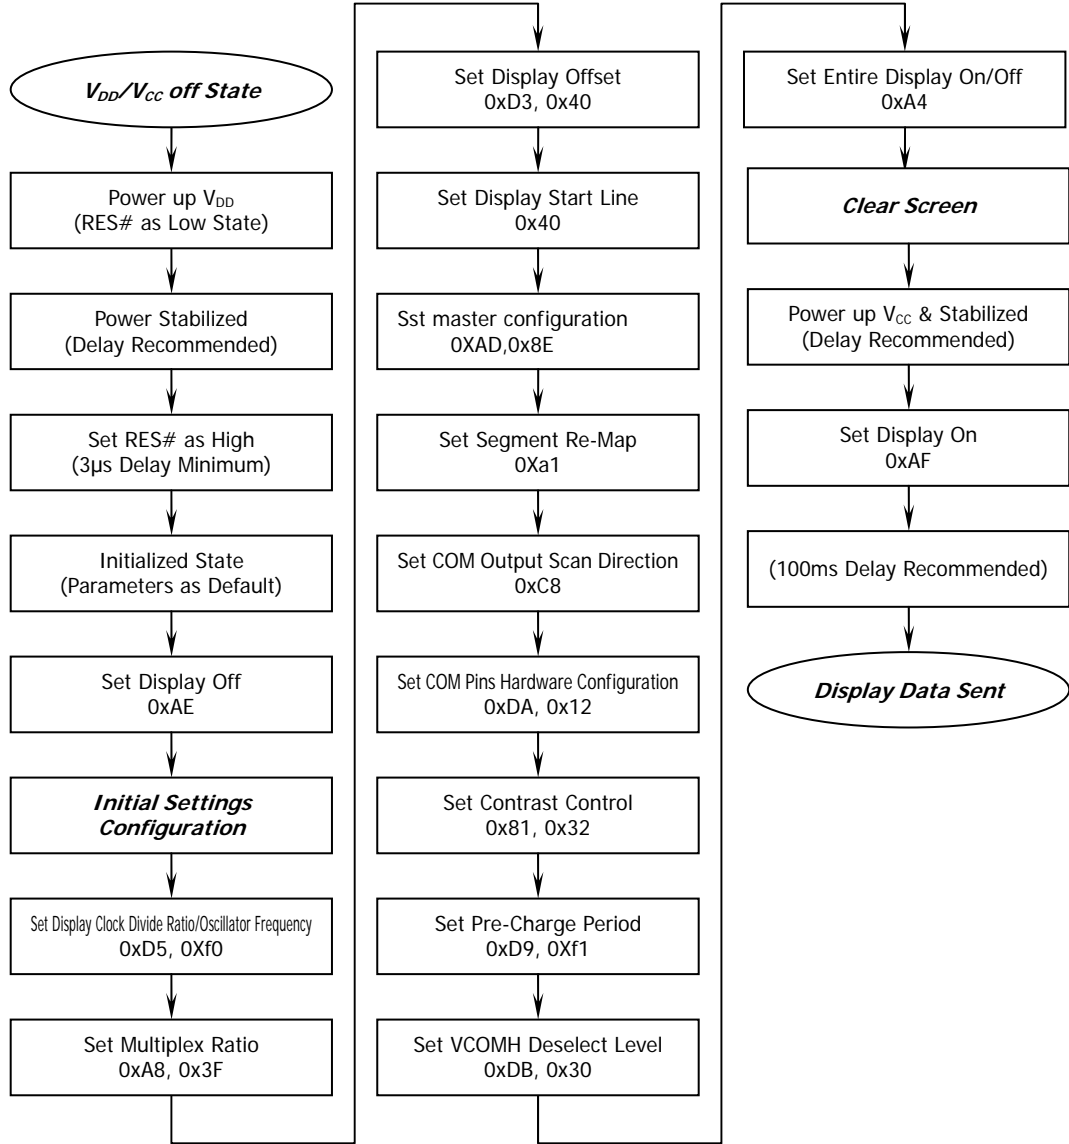 V_DD/V_CC off State
Power up V_DD
(RES# as Low State)
Power Stabilized
(Delay Recommended)
Set RES# as High
(3μs Delay Minimum)
Initialized State
(Parameters as Default)
Set Display Off
0xAE
Initial Settings
Configuration
Set Display Clock Divide Ratio/Oscillator Frequency
0xD5, 0Xf0
Set Multiplex Ratio
0xA8, 0x3F
Set Display Offset
0xD3, 0x40
Set Display Start Line
0x40
Sst master configuration
0XAD,0x8E
Set Segment Re-Map
0Xa1
Set COM Output Scan Direction
0xC8
Set COM Pins Hardware Configuration
0xDA, 0x12
Set Contrast Control
0x81, 0x32
Set Pre-Charge Period
0xD9, 0Xf1
Set VCOMH Deselect Level
0xDB, 0x30
Set Entire Display On/Off
0xA4
Clear Screen
Power up V_CC & Stabilized
(Delay Recommended)
Set Display On
0xAF
(100ms Delay Recommended)
Display Data Sent